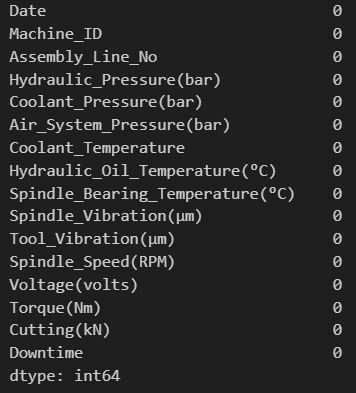 Date 0
Machine_ID 0
Assembly_Line_No 0
Hydraulic_Pressure(bar) 0
Coolant_Pressure(bar) 0
Air_System_Pressure(bar) 0
Coolant_Temperature 0
Hydraulic_Oil_Temperature(°C) 0
Spindle_Bearing_Temperature(°C) 0
Spindle_Vibration(µm) 0
Tool_Vibration(µm) 0
Spindle_Speed(RPM) 0
Voltage(volts) 0
Torque(Nm) 0
Cutting(kN) 0
Downtime 0
dtype: int64